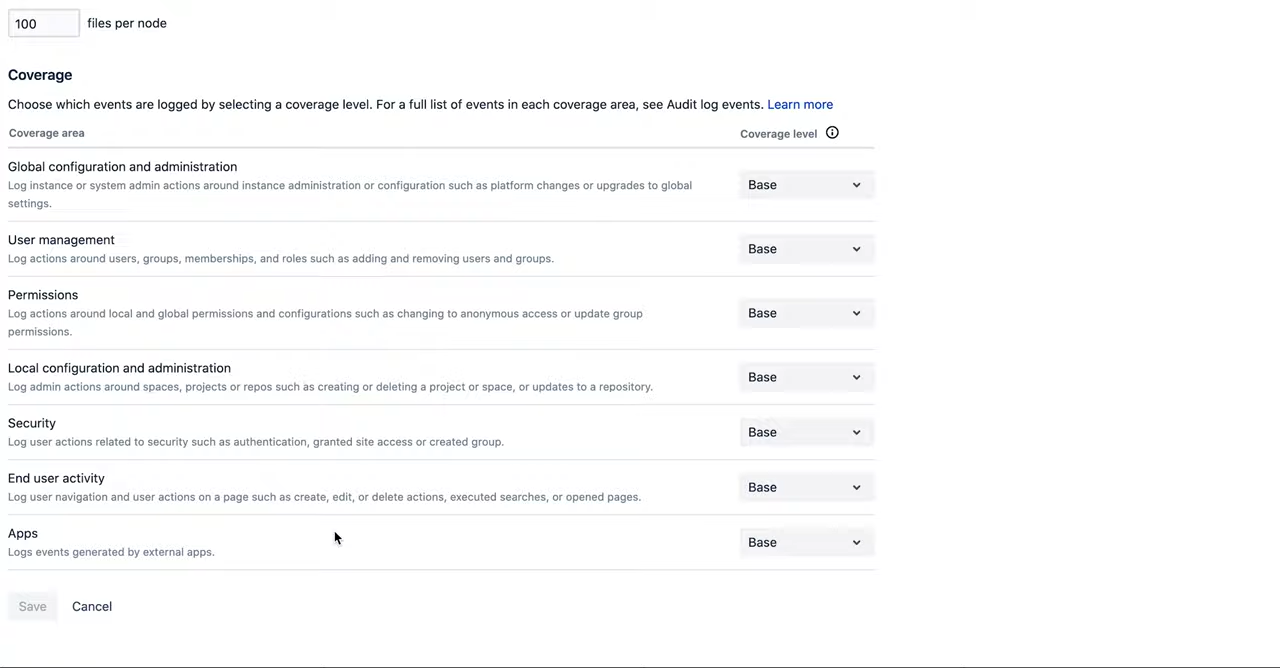 100 files per node
Coverage
Choose which events are logged by selecting a coverage level. For a full list of events in each coverage area, see Audit log events. Learn more
Coverage area Coverage level
Global configuration and administration
Log instance or system admin actions around instance administration or configuration such as platform changes or upgrades to global
settings.
Base
User management
Log actions around users, groups, memberships, and roles such as adding and removing users and groups.
Base
Permissions
Log actions around local and global permissions and configurations such as changing to anonymous access or update group
permissions.
Base
Local configuration and administration
Log admin actions around spaces, projects or repos such as creating or deleting a project or space, or updates to a repository.
Base
Security
Log user actions related to security such as authentication, granted site access or created group.
Base
End user activity
Log user navigation and user actions on a page such as create, edit, or delete actions, executed searches, or opened pages.
Base
Apps
Logs events generated by external apps.
Base
Save Cancel